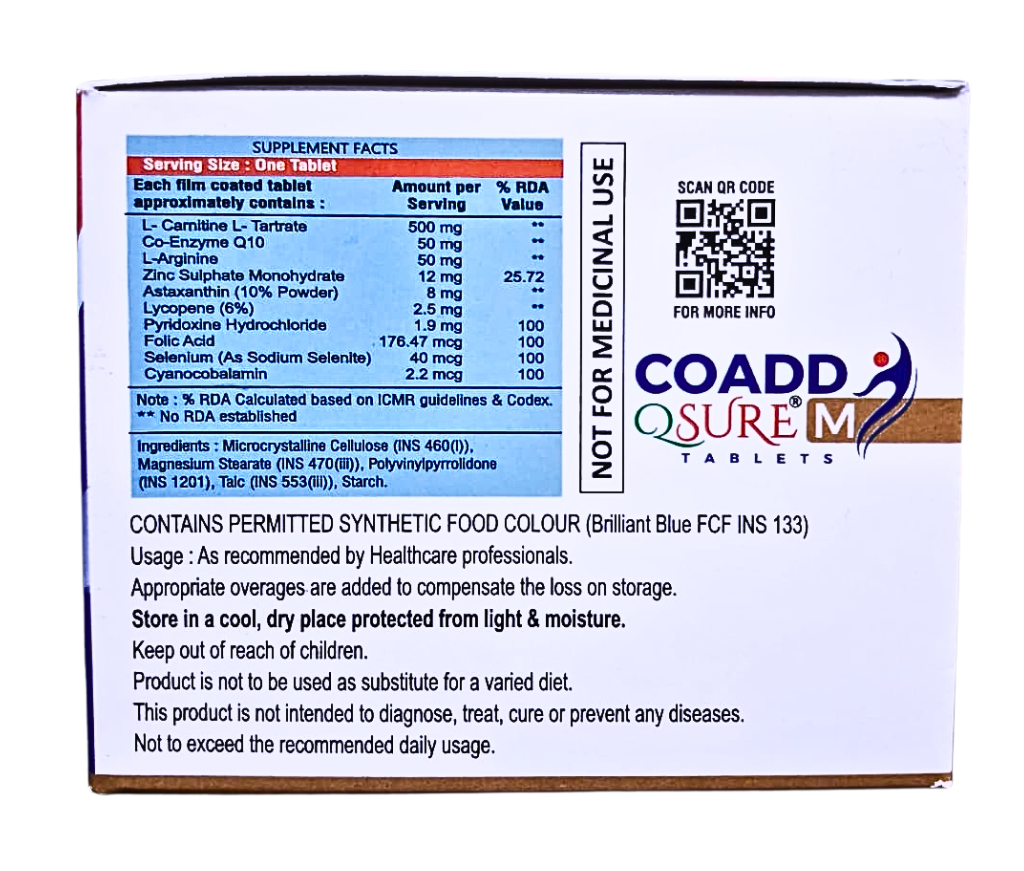 SUPPLEMENT FACTS
Serving Size : One Tablet
Each film coated tablet approximately contains : Amount per Serving % RDA Value
L- Carnitine L- Tartrate 500 mg **
Co-Enzyme Q10 50 mg **
L-Arginine 50 mg **
Zinc Sulphate Monohydrate 12 mg 25.72
Astaxanthin (10% Powder) 8 mg **
Lycopene (6%) 2.5 mg **
Pyridoxine Hydrochloride 1.9 mg 100
Folic Acid 176.47 mcg 100
Selenium (As Sodium Selenite) 40 mcg 100
Cyanocobalamin 2.2 mcg 100
Note : % RDA Calculated based on ICMR guidelines & Codex.
** No RDA established
Ingredients : Microcrystalline Cellulose (INS 460(i)),
Magnesium Stearate (INS 470(iii)), Polyvinylpyrrolidone
(INS 1201), Talc (INS 553(iii)), Starch.
NOT FOR MEDICINAL USE
SCAN QR CODE
FOR MORE INFO
COADD
QSURE® M
TABLETS
CONTAINS PERMITTED SYNTHETIC FOOD COLOUR (Brilliant Blue FCF INS 133)
Usage : As recommended by Healthcare professionals.
Appropriate overages are added to compensate the loss on storage.
Store in a cool, dry place protected from light & moisture.
Keep out of reach of children.
Product is not to be used as substitute for a varied diet.
This product is not intended to diagnose, treat, cure or prevent any diseases.
Not to exceed the recommended daily usage.